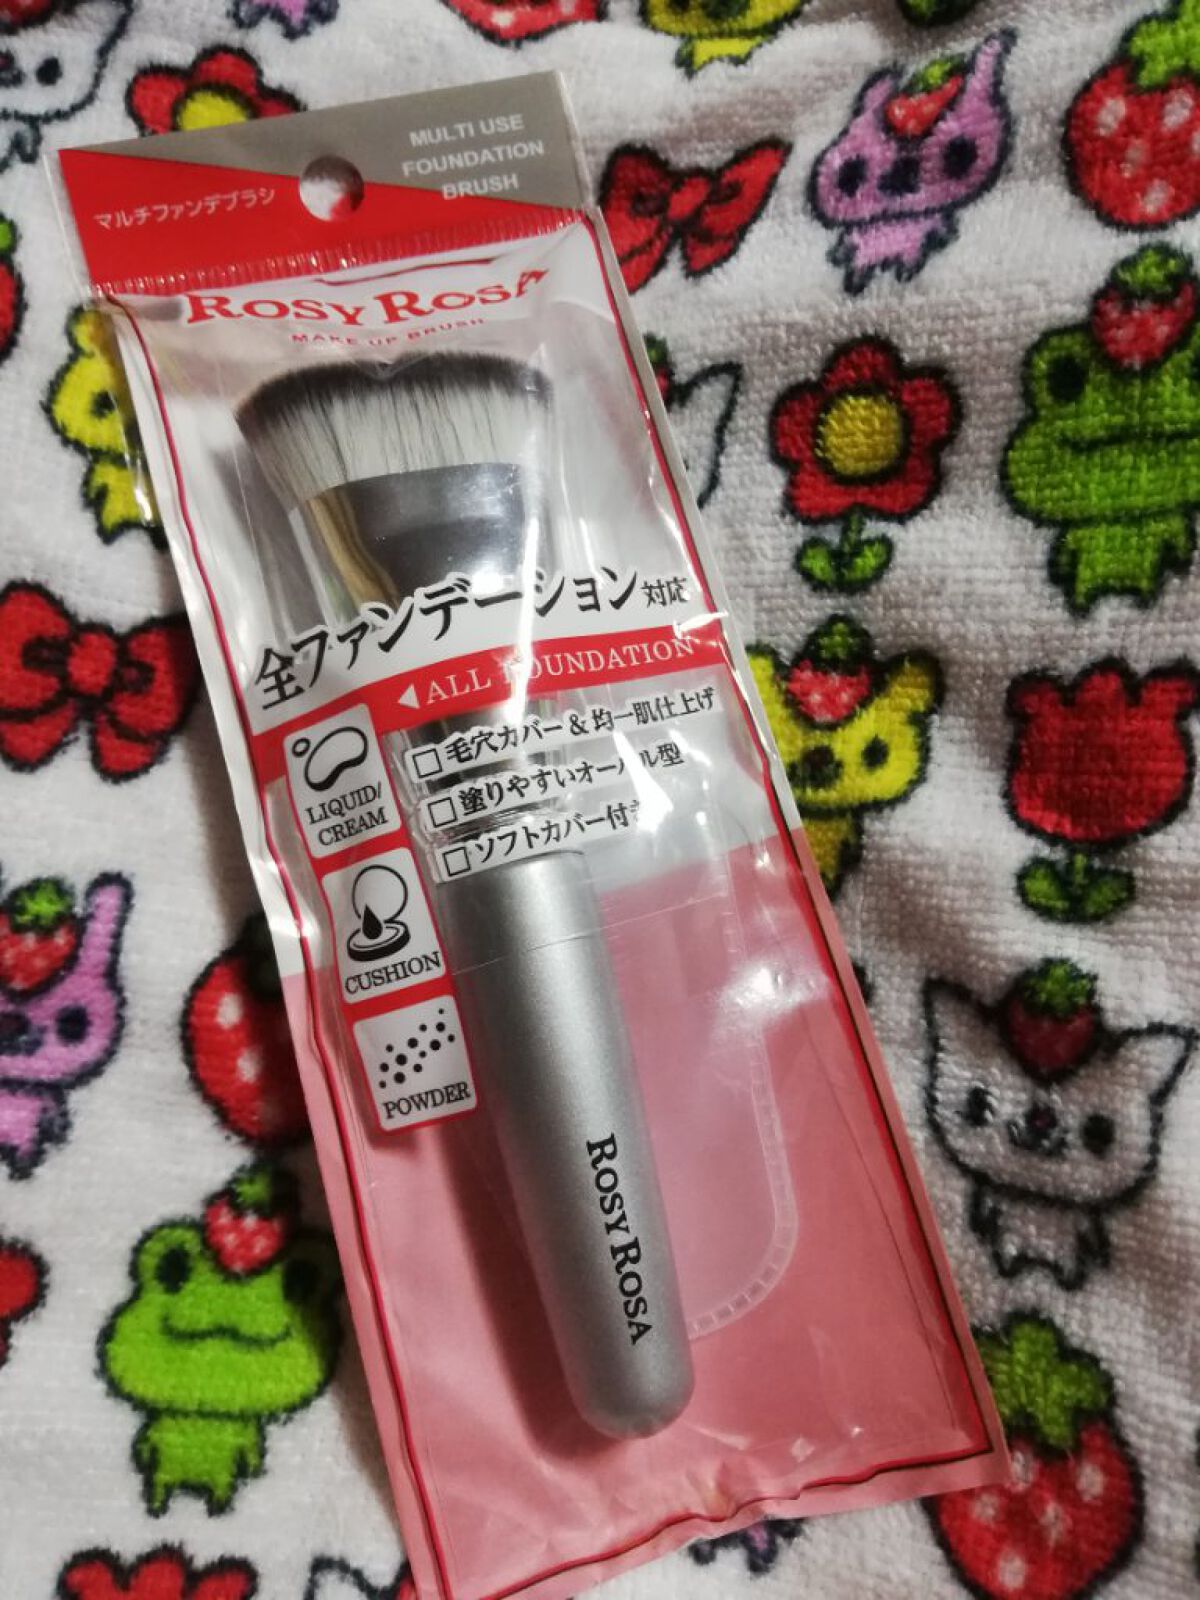 MULTI USE
FOUNDATION
BRUSH
マルチファンデブラシ
ROSY ROSA
MAKE UP BRUSH
全ファンデーション対応
ALL FOUNDATION
□毛穴カバー&均一肌仕上げ
□塗りやすいオーバル型
□ソフトカバー付き
LIQUID/
CREAM
CUSHION
POWDER
ROSY ROSA